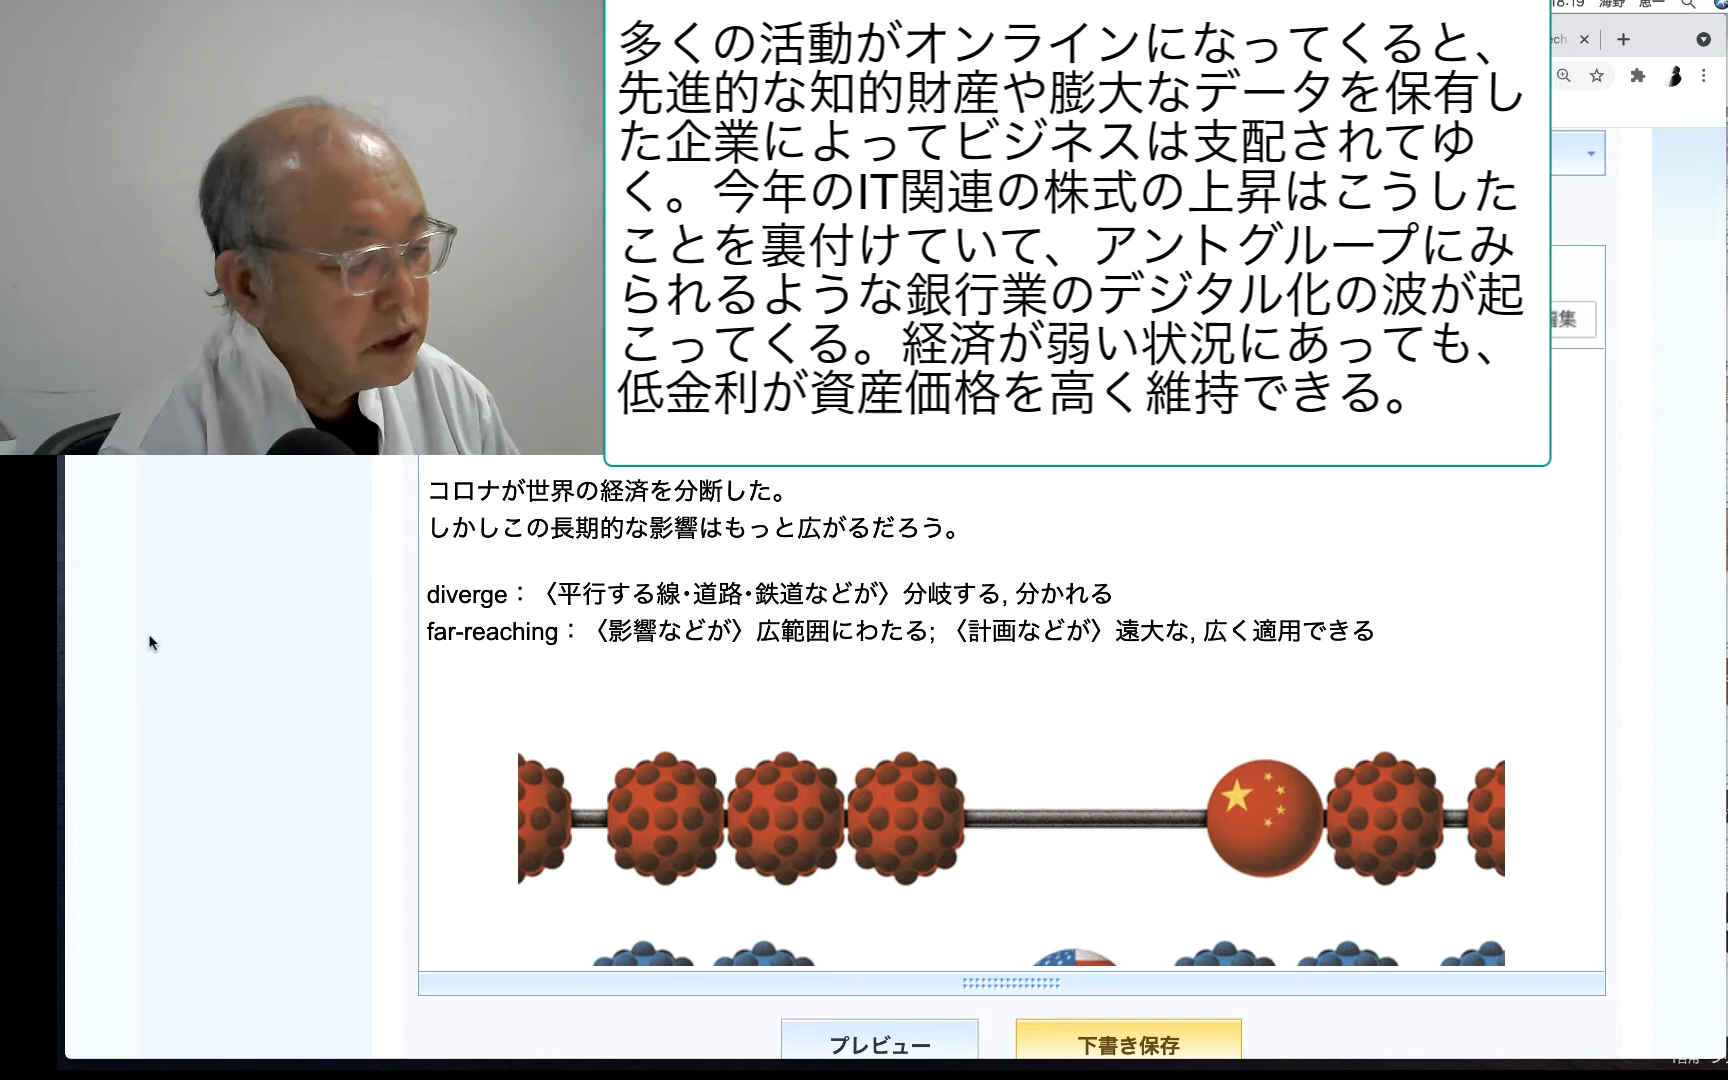 18:19 海野 恵一
多くの活動がオンラインになってくると、
先進的な知的財産や膨大なデータを保有し
た企業によってビジネスは支配されてゆ
く。今年のIT関連の株式の上昇はこうした
ことを裏付けていて、アントグループにみ
られるような銀行業のデジタル化の波が起
こってくる。経済が弱い状況にあっても、
低金利が資産価格を高く維持できる。
ech
編集
コロナが世界の経済を分断した。
しかしこの長期的な影響はもっと広がるだろう。
diverge：〈平行する線･道路･鉄道などが〉分岐する, 分かれる
far-reaching：〈影響などが〉広範囲にわたる; 〈計画などが〉遠大な, 広く適用できる
プレビュー
下書き保存